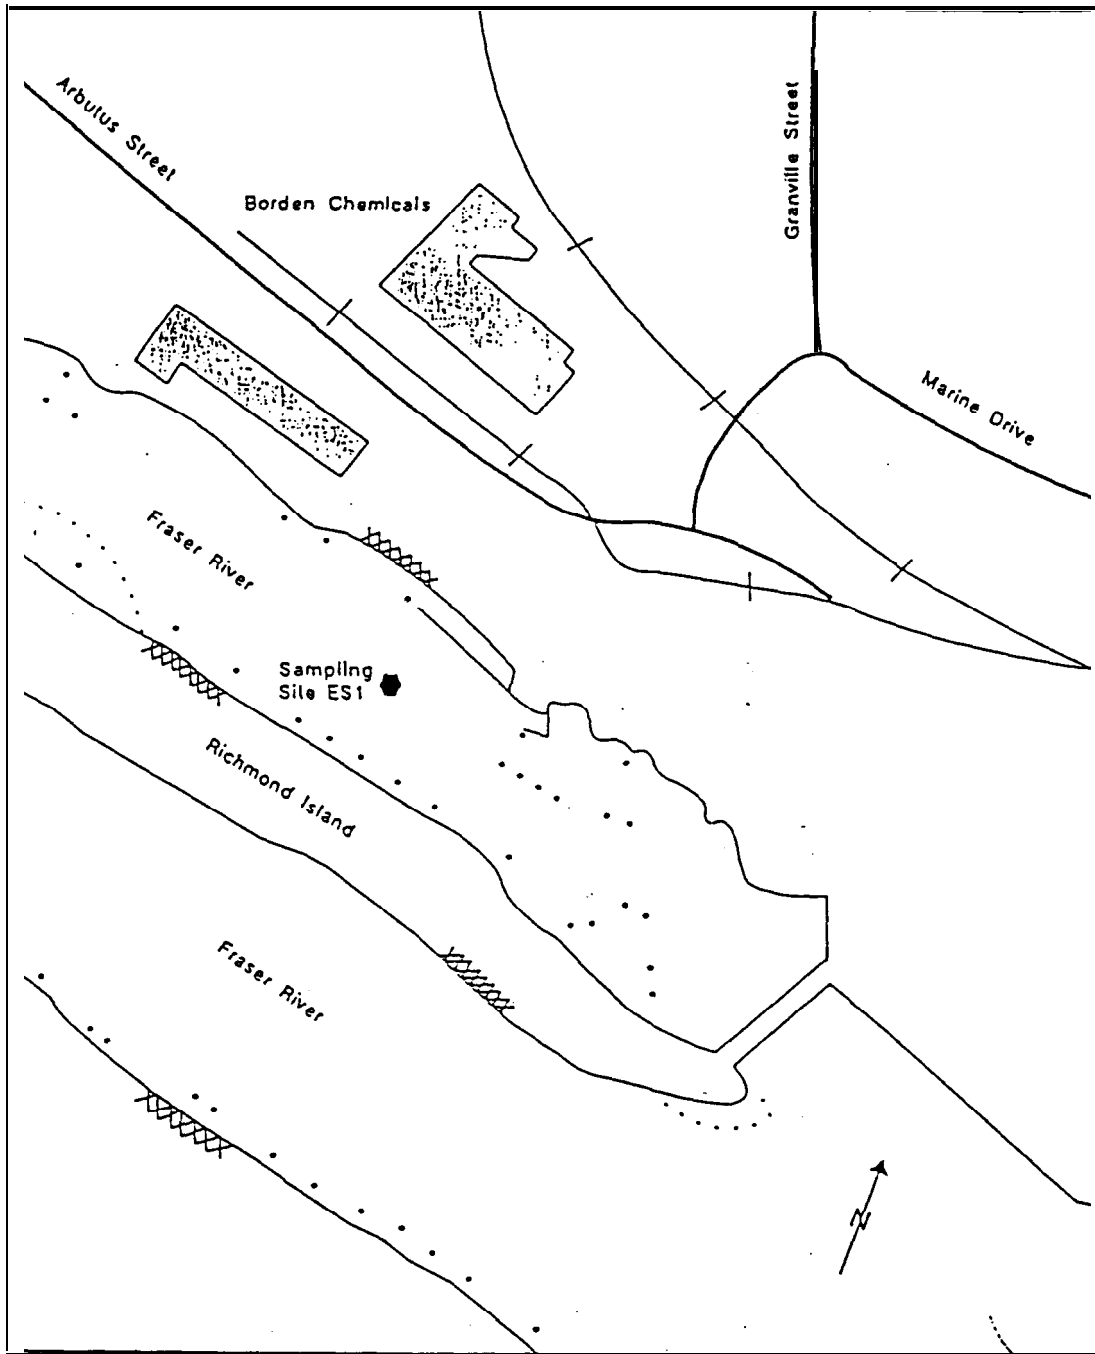 Arbutus Street
Granville Street
Borden Chemicals
Marine Drive
Fraser River
Sampling
Site ES1
Richmond Island
Fraser River
N